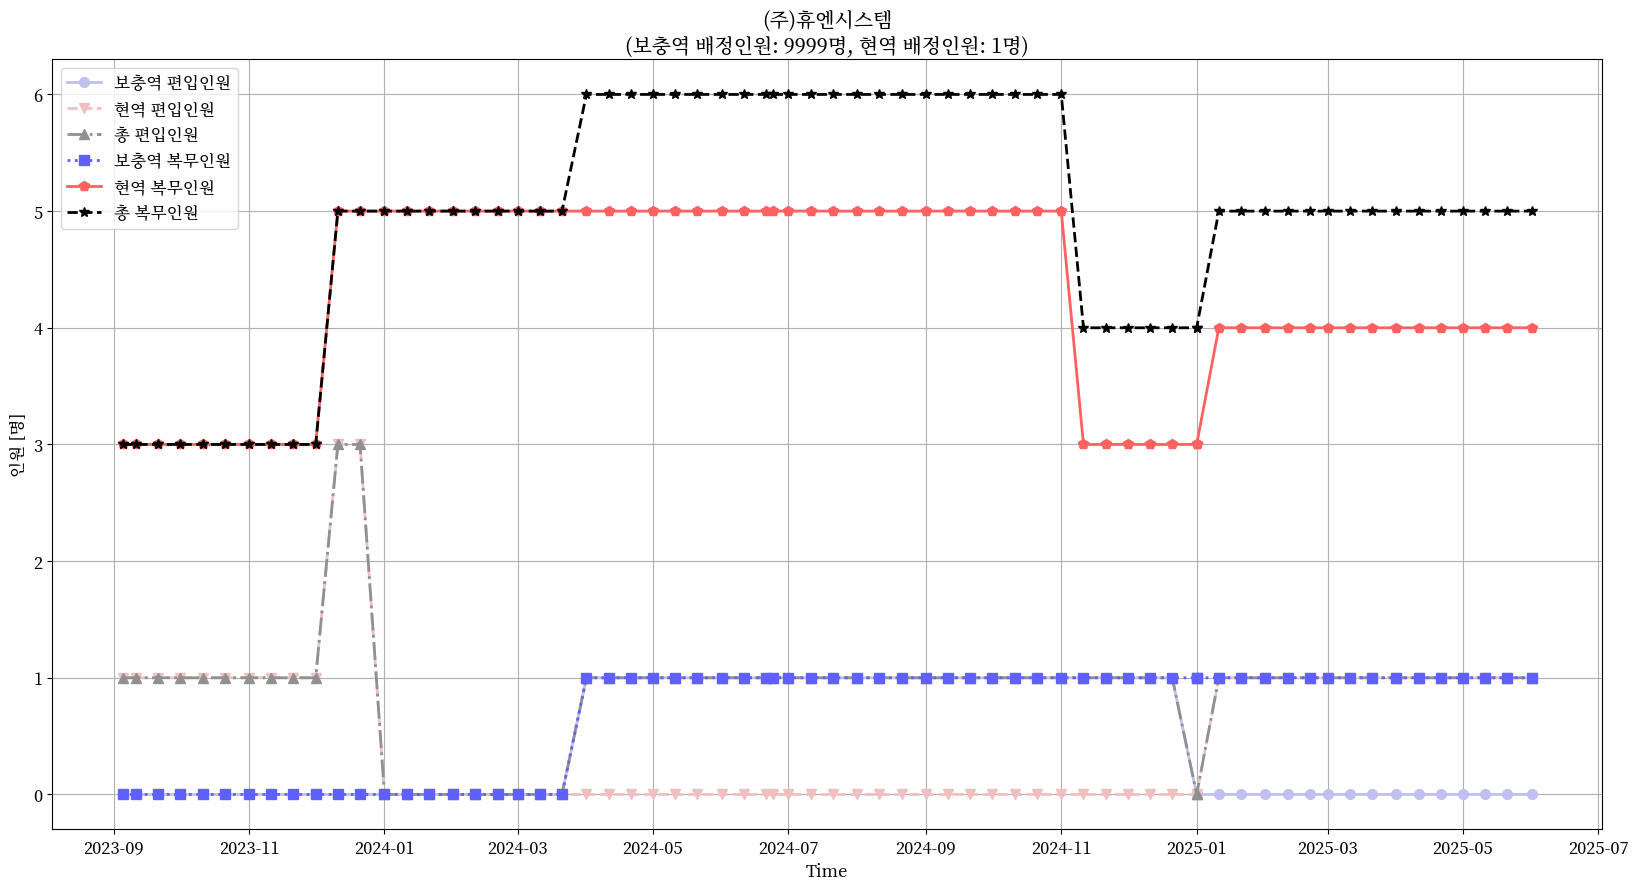 (주)휴엔시스템
(보충역 배정인원: 9999명, 현역 배정인원: 1명)
보충역 편입인원
현역 편입인원
총 편입인원
보충역 복무인원
현역 복무인원
총 복무인원
6
5
4
3
2
1
0
인원 [명]
2023-09 2023-11 2024-01 2024-03 2024-05 2024-07 2024-09 2024-11 2025-01 2025-03 2025-05 2025-07
Time